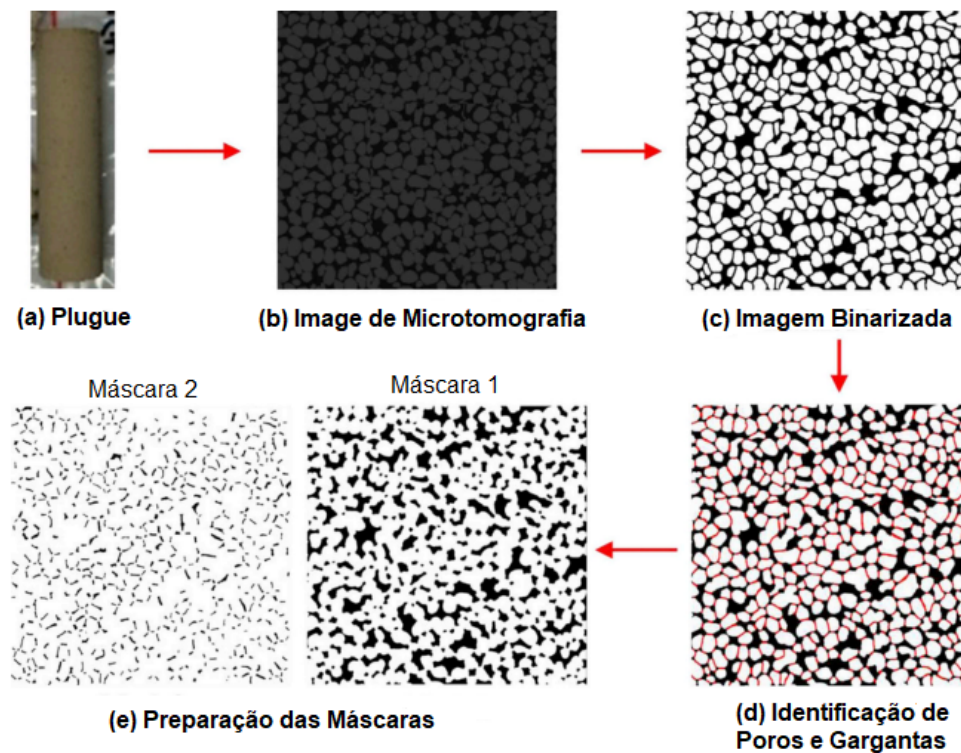 (a) Plugue
(b) Image de Microtomografia
(c) Imagem Binarizada
Máscara 2
Máscara 1
(e) Preparação das Máscaras
(d) Identificação de
Poros e Gargantas